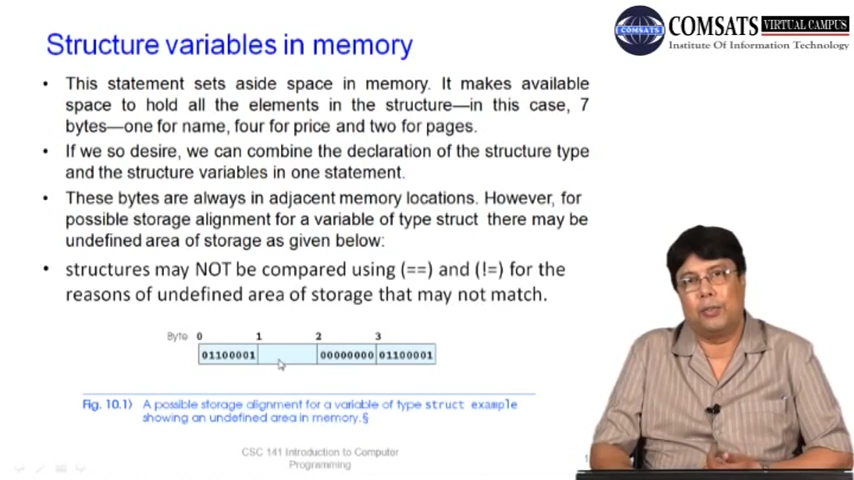 COMSATS VIRTUAL CAMPUS
COMSATS
Institute Of Information Technology
Structure variables in memory
• This statement sets aside space in memory. It makes available
space to hold all the elements in the structure—in this case, 7
bytes—one for name, four for price and two for pages.
• If we so desire, we can combine the declaration of the structure type
and the structure variables in one statement.
• These bytes are always in adjacent memory locations. However, for
possible storage alignment for a variable of type struct there may be
undefined area of storage as given below:
• structures may NOT be compared using (==) and (!=) for the
reasons of undefined area of storage that may not match.
Byte 0 1 2 3
01100001 00000000 01100001
Fig. 10.1) A possible storage alignment for a variable of type struct example
showing an undefined area in memory.§
CSC 141 Introduction to Computer
Programming
1